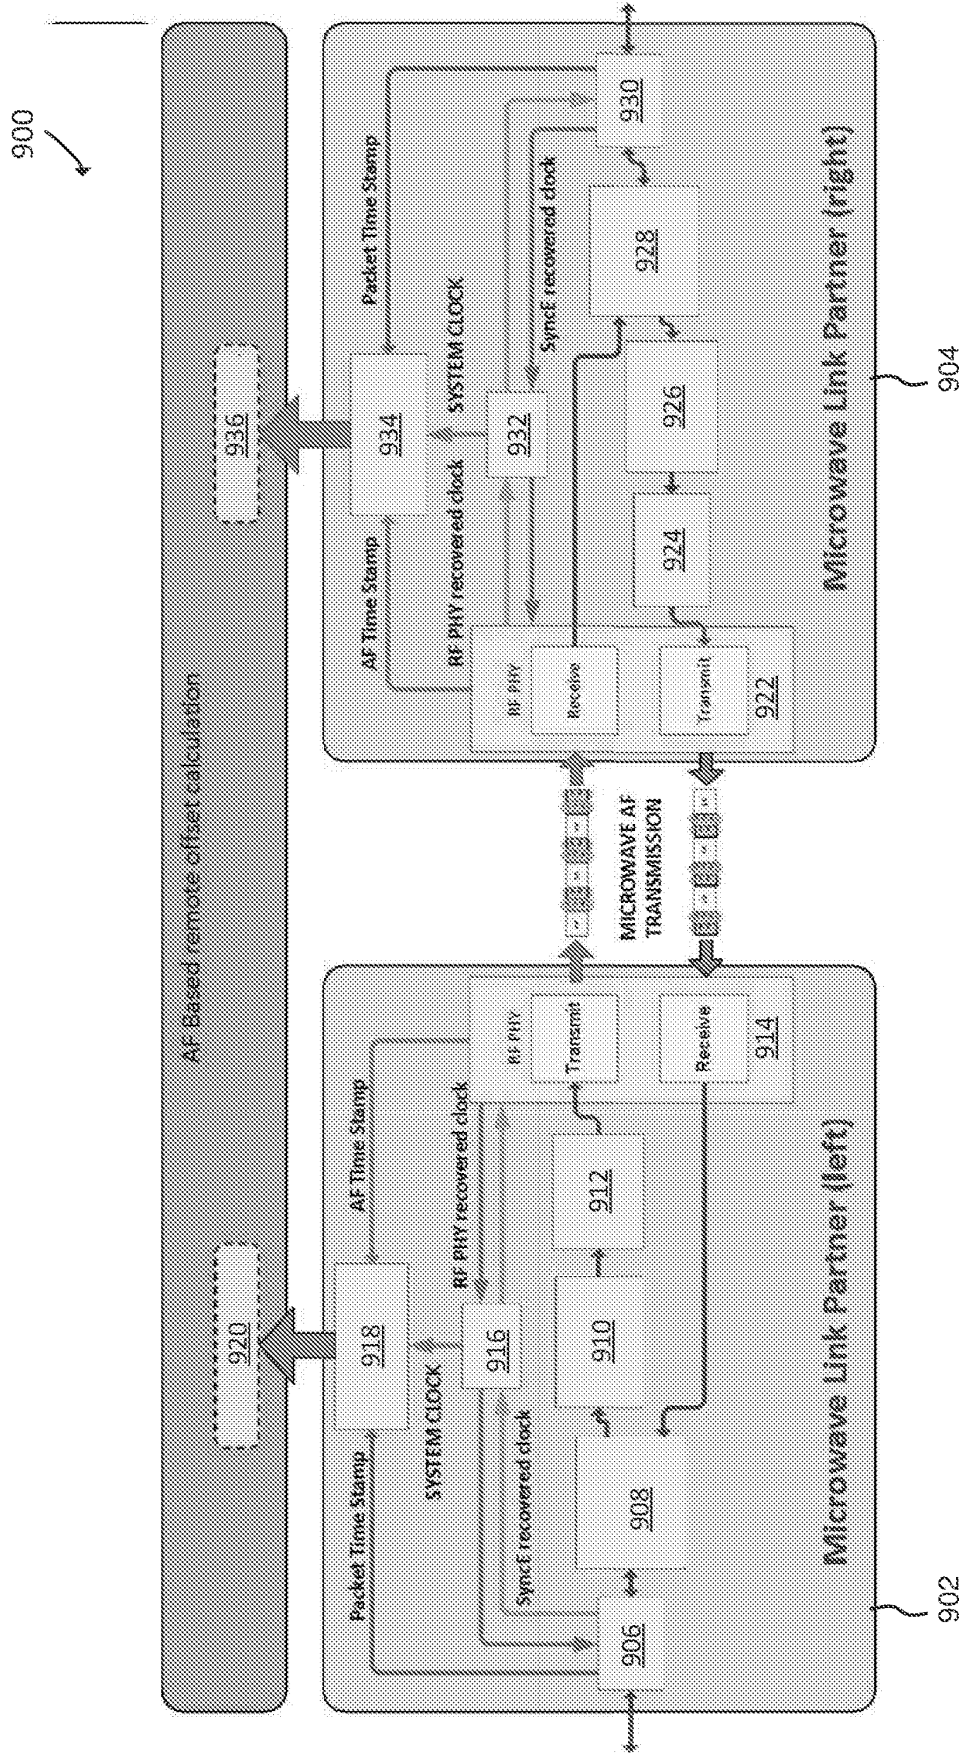 900
AF Based remote offset calculation
920
936
Packet Time Stamp
918
AF Time Stamp
SYSTEM CLOCK
916
RF PHY recovered clock
SyncE recovered clock
906
908
910
912
RF PHY
Transmit
Receive
914
Microwave Link Partner (left)
902
MICROWAVE AF
TRANSMISSION
AF Time Stamp
934
Packet Time Stamp
RF PHY recovered clock
SYSTEM CLOCK
932
SyncE recovered clock
RF PHY
Receive
Transmit
922
924
926
928
930
Microwave Link Partner (right)
904